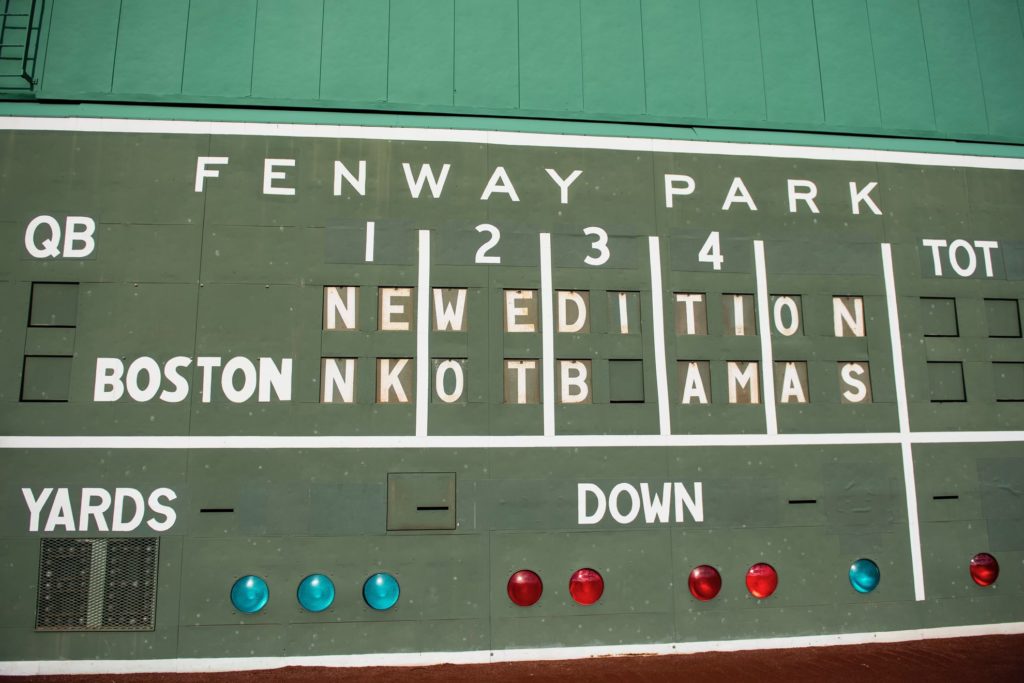 FENWAY PARK
QB 1 2 3 4 TOT
NEW EDITION
BOSTON NKOTB AMAS
YARDS DOWN